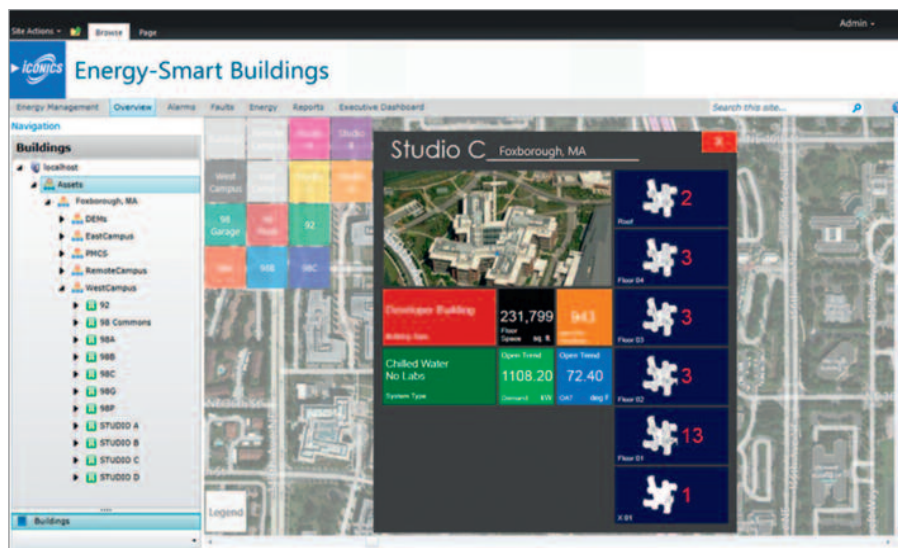 Admin
Site Actions
Browse
Page
ICONICS
Energy-Smart Buildings
Energy Management
Overview
Alarms
Faults
Energy
Reports
Executive Dashboard
Search this site...
Navigation
Buildings
localhost
Assets
Foxborough, MA
DEMs
EastCampus
PMCS
RemoteCampus
WestCampus
92
98 Commons
98A
98B
98C
98G
98P
STUDIO A
STUDIO B
STUDIO C
STUDIO D
Buildings
West
Campus
98
Garage
92
98B
98C
Legend
Studio C
Foxborough, MA
X
Developer Building
231,799
Floor
Space sq. ft
943
Chilled Water
No Labs
System Type
Open Trend
1108.20
Demand kW
Open Trend
72.40
OAT deg F
2
Roof
3
Floor 04
3
Floor 03
3
Floor 02
13
Floor 01
1
X 01